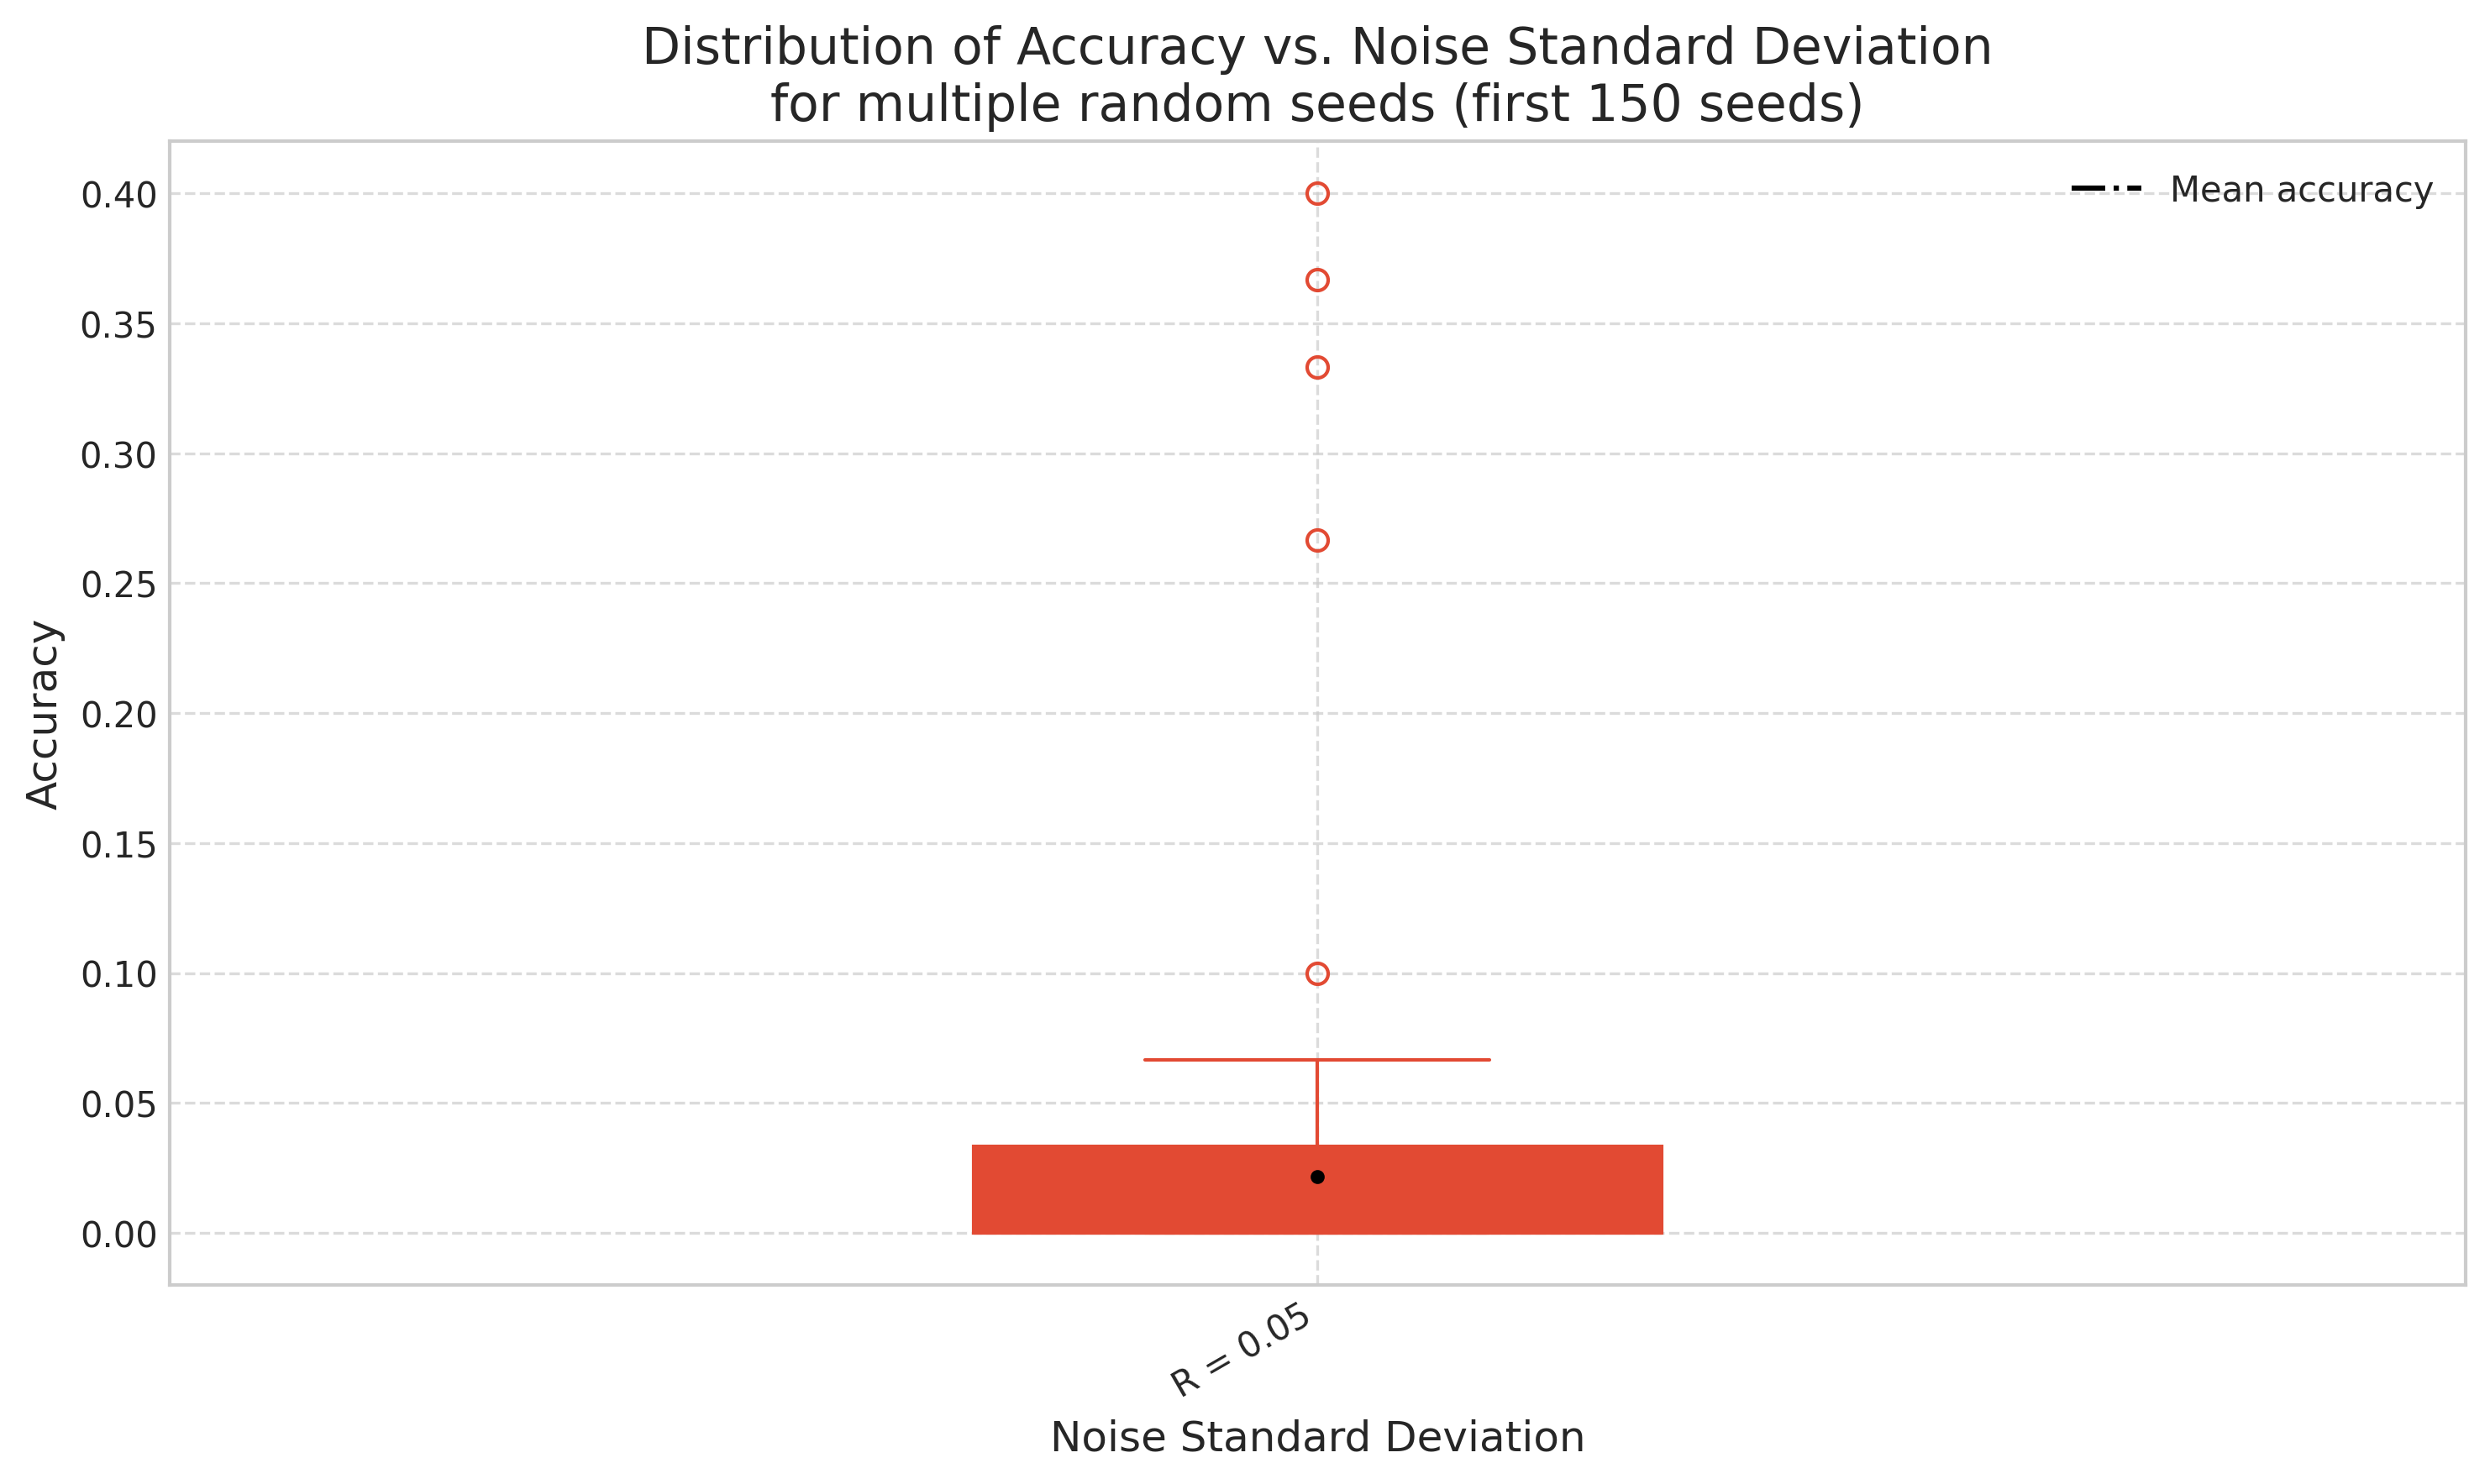 Distribution of Accuracy vs. Noise Standard Deviation
for multiple random seeds (first 150 seeds)
Mean accuracy
0.40
0.35
0.30
0.25
0.20
0.15
0.10
0.05
0.00
Accuracy
R = 0.05
Noise Standard Deviation